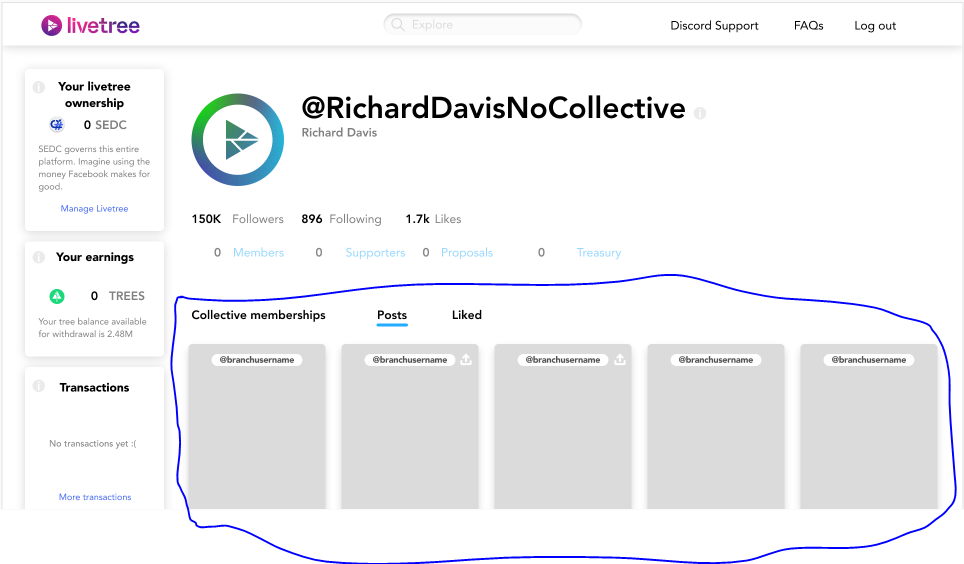 livetree
Explore
Discord Support
FAQs
Log out
Your livetree
ownership
0 SEDC
SEDC governs this entire
platform. Imagine using the
money Facebook makes for
good.
Manage Livetree
Your earnings
0 TREES
Your tree balance available
for withdrawal is 2.48M
Transactions
No transactions yet :(
More transactions
@RichardDavisNoCollective
Richard Davis
150K Followers 896 Following 1.7k Likes
0 Members 0 Supporters 0 Proposals 0 Treasury
Collective memberships Posts Liked
@branchusername @branchusername @branchusername @branchusername @branchusername